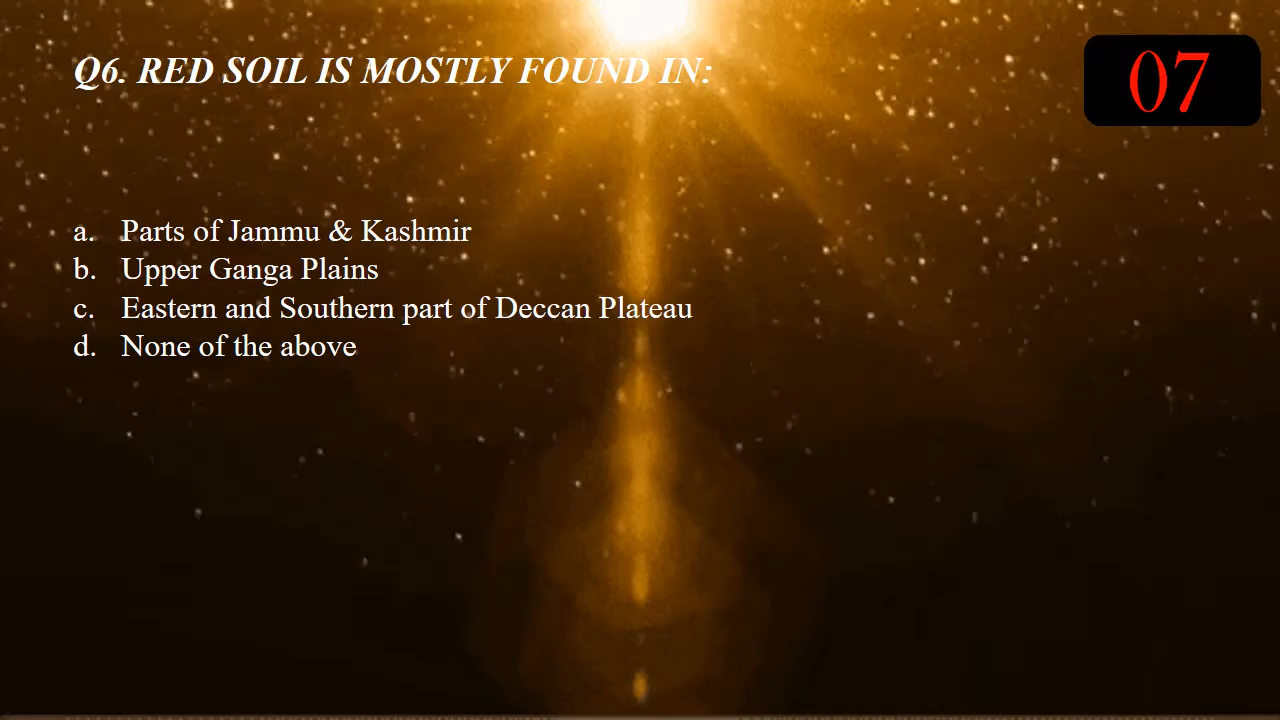 Q6. RED SOIL IS MOSTLY FOUND IN:
07
a. Parts of Jammu & Kashmir
b. Upper Ganga Plains
c. Eastern and Southern part of Deccan Plateau
d. None of the above